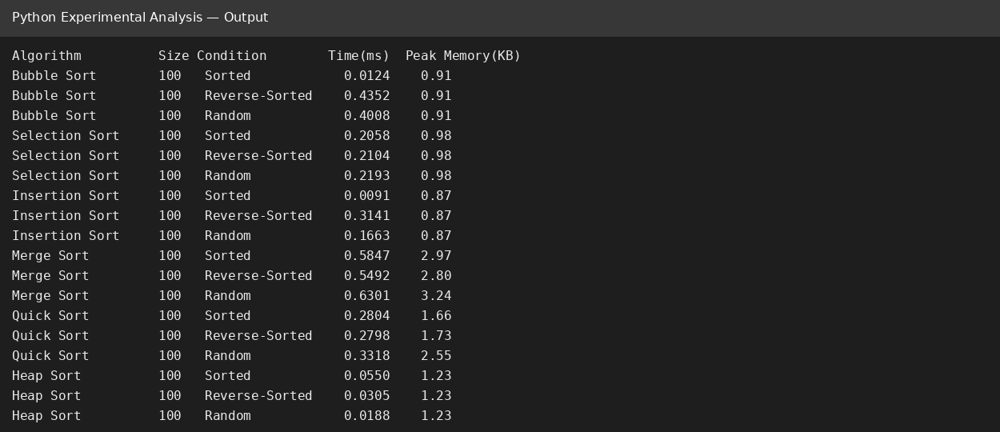 Python Experimental Analysis — Output
Algorithm          Size Condition        Time(ms)  Peak Memory(KB)
Bubble Sort        100   Sorted            0.0124    0.91
Bubble Sort        100   Reverse-Sorted    0.4352    0.91
Bubble Sort        100   Random            0.4008    0.91
Selection Sort     100   Sorted            0.2058    0.98
Selection Sort     100   Reverse-Sorted    0.2104    0.98
Selection Sort     100   Random            0.2193    0.98
Insertion Sort     100   Sorted            0.0091    0.87
Insertion Sort     100   Reverse-Sorted    0.3141    0.87
Insertion Sort     100   Random            0.1663    0.87
Merge Sort         100   Sorted            0.5847    2.97
Merge Sort         100   Reverse-Sorted    0.5492    2.80
Merge Sort         100   Random            0.6301    3.24
Quick Sort         100   Sorted            0.2804    1.66
Quick Sort         100   Reverse-Sorted    0.2798    1.73
Quick Sort         100   Random            0.3318    2.55
Heap Sort          100   Sorted            0.0550    1.23
Heap Sort          100   Reverse-Sorted    0.0305    1.23
Heap Sort          100   Random            0.0188    1.23